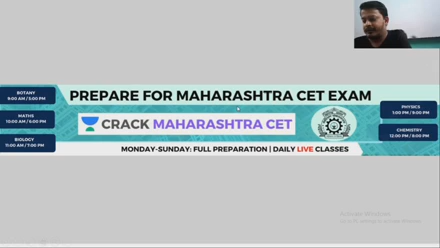 PREPARE FOR MAHARASHTRA CET EXAM
BOTANY
9:00 AM / 5:00 PM
MATHS
10:00 AM / 6:00 PM
BIOLOGY
11:00 AM / 7:00 PM
CRACK MAHARASHTRA CET
PHYSICS
1:00 PM / 9:00 PM
CHEMISTRY
12:00 PM / 8:00 PM
MONDAY-SUNDAY: FULL PREPARATION | DAILY LIVE CLASSES
Activate Windows